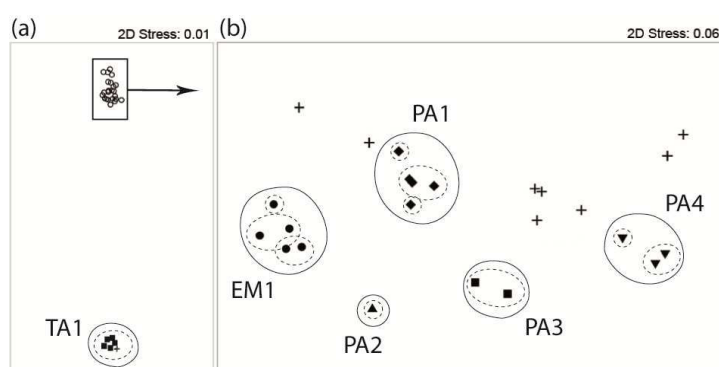 (a)
2D Stress: 0.01
(b)
2D Stress: 0.06
PA1
PA4
EM1
PA3
TA1
PA2